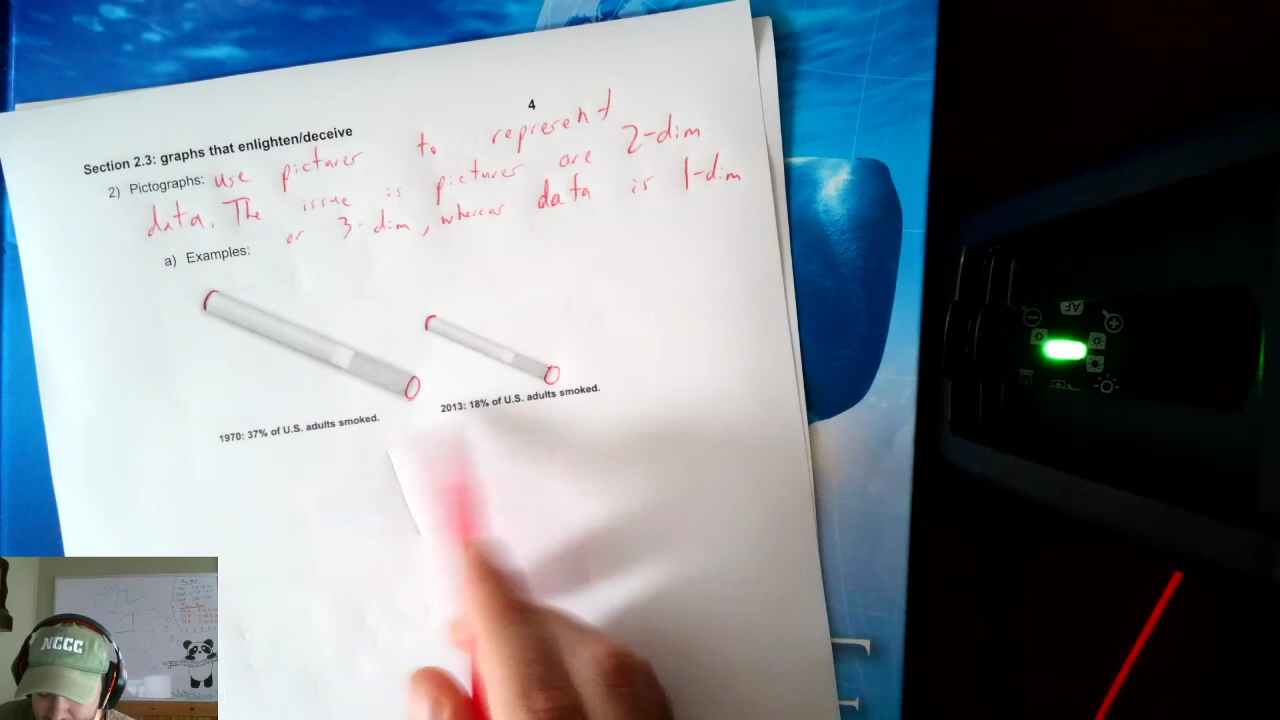 4
Section 2.3: graphs that enlighten/deceive
2) Pictographs: use pictures to represent
data. The issue is pictures are 2-dim
or 3-dim, whereas data is 1-dim
a) Examples:
1970: 37% of U.S. adults smoked.
2013: 18% of U.S. adults smoked.
AF
NCCC